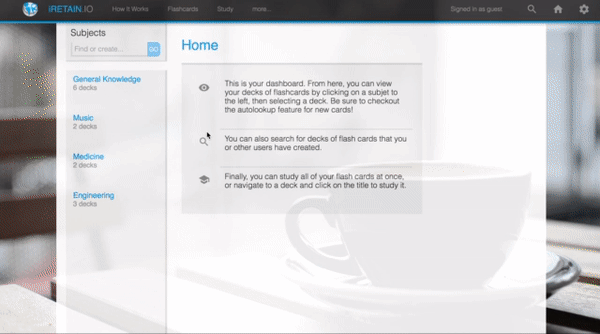 iRETAIN.IO How It Works Flashcards Study more... Signed in as guest
Subjects
Find or create... GO
Home
General Knowledge
6 decks
Music
2 decks
Medicine
2 decks
Engineering
3 decks
This is your dashboard. From here, you can view
your decks of flashcards by clicking on a subjet to
the left, then selecting a deck. Be sure to checkout
the autolookup feature for new cards!
You can also search for decks of flash cards that you
or other users have created.
Finally, you can study all of your flash cards at once,
or navigate to a deck and click on the title to study it.